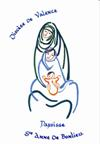 Diocèse de Valence
Paroisse
Ste Anne De Bonlieu